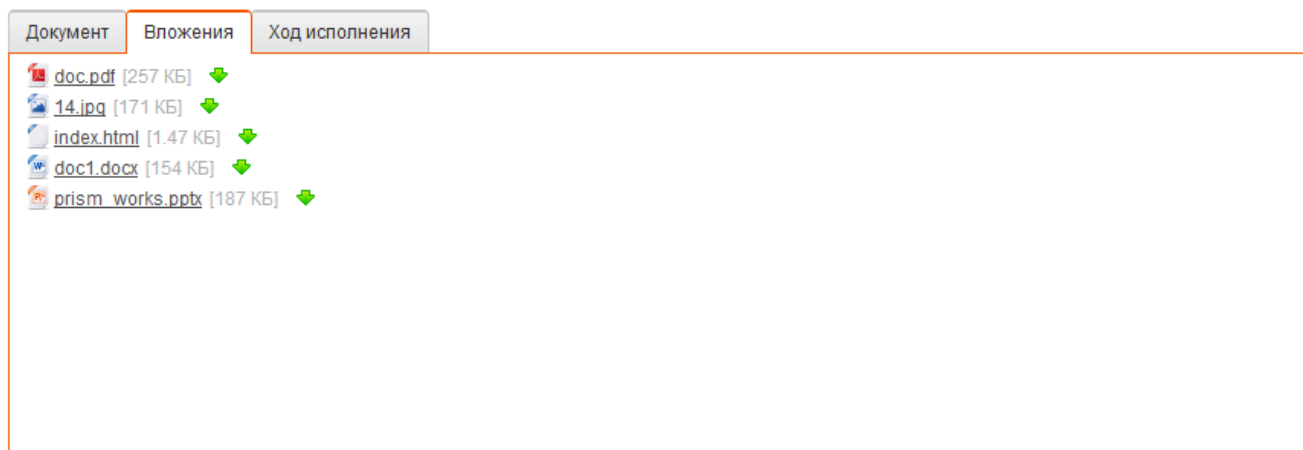 Документ Вложения Ход исполнения
doc.pdf [257 КБ]
14.jpg [171 КБ]
index.html [1.47 КБ]
doc1.docx [154 КБ]
prism_works.pptx [187 КБ]